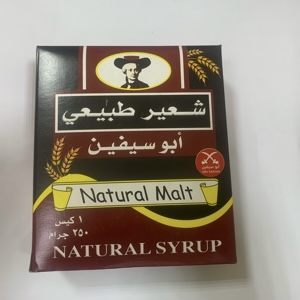 شعير طبيعي
أبو سيفين
Natural Malt
١ كيس
٢٥٠ جرام
NATURAL SYRUP